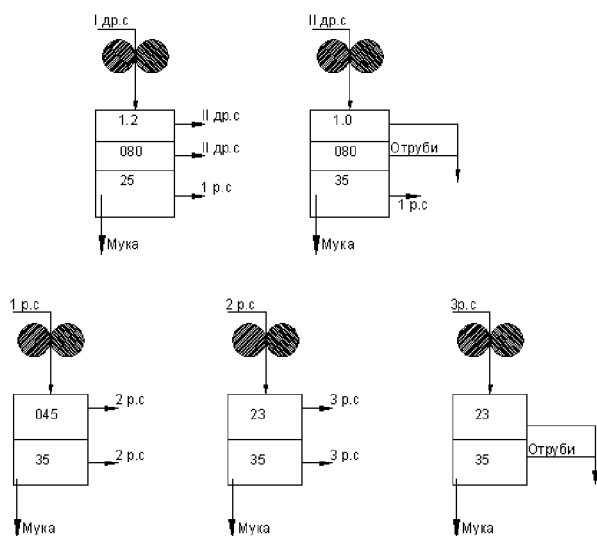 I др.с
II др.с
1.2
II др.с
080
II др.с
25
1 р.с
Мука
1.0
080
Отруби
35
1 р.с
Мука
1 р.с
2 р.с
3р.с
045
2 р.с
35
2 р.с
Мука
23
3 р.с
35
3 р.с
Мука
23
35
Отруби
Мука